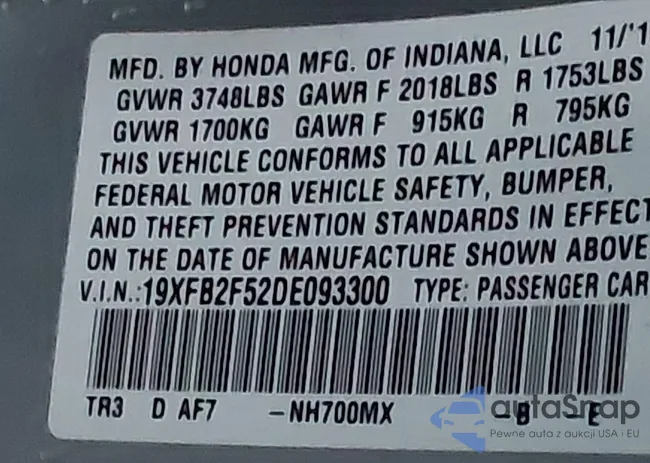 MFD. BY HONDA MFG. OF INDIANA, LLC 11/'1
GVWR 3748LBS GAWR F 2018LBS R 1753LBS
GVWR 1700KG GAWR F 915KG R 795KG
THIS VEHICLE CONFORMS TO ALL APPLICABLE
FEDERAL MOTOR VEHICLE SAFETY, BUMPER,
AND THEFT PREVENTION STANDARDS IN EFFECT
ON THE DATE OF MANUFACTURE SHOWN ABOVE
V.I.N.:19XFB2F52DE093300 TYPE: PASSENGER CAR
TR3 D AF7 -NH700MX -B -E
autaSnap
Pewne auta z aukcji USA i EU